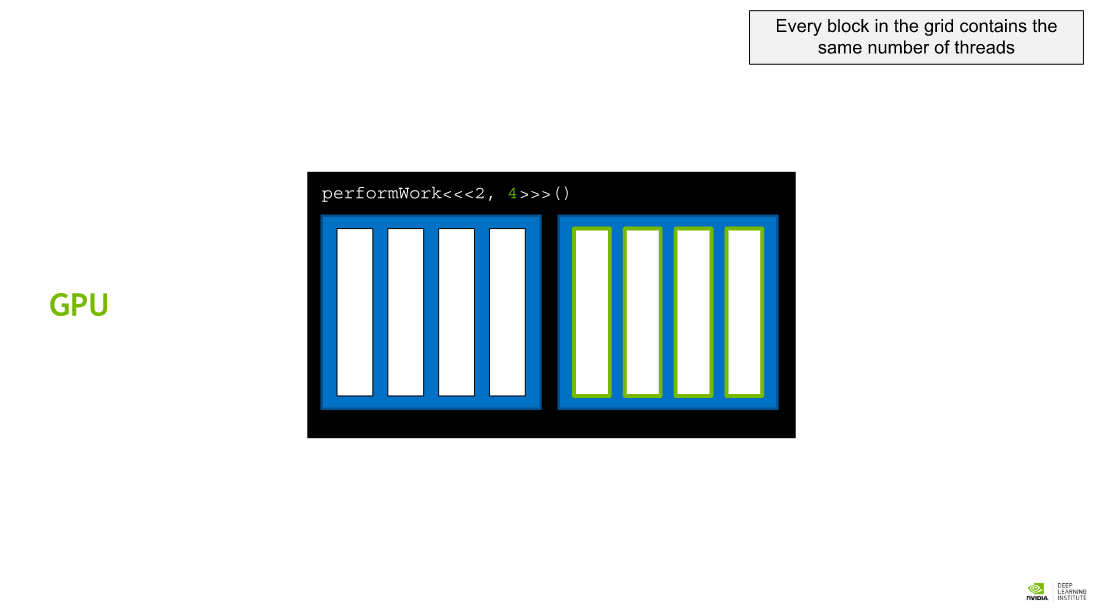 Every block in the grid contains the
same number of threads
performWork<<<2, 4>>>()
GPU
NVIDIA
DEEP
LEARNING
INSTITUTE